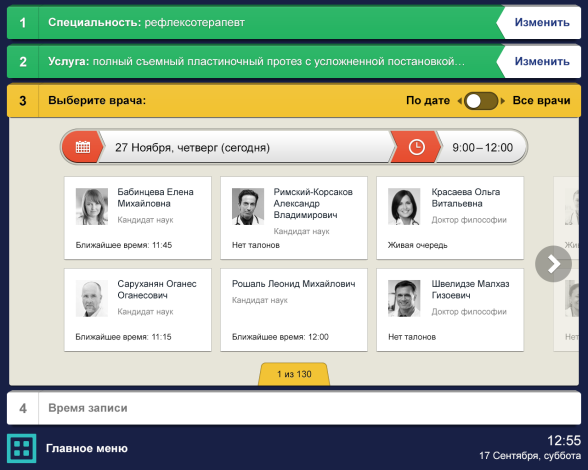 1 Специальность: рефлексотерапевт Изменить
2 Услуга: полный съемный пластиночный протез с усложненной постановкой... Изменить
3 Выберите врача: По дате Все врачи
27 Ноября, четверг (сегодня) 9:00–12:00
Бабинцева Елена
Михайловна
Кандидат наук
Ближайшее время: 11:45
Римский-Корсаков
Александр
Владимирович
Кандидат наук
Нет талонов
Красаева Ольга
Витальевна
Доктор философии
Живая очередь
Саруханян Оганес
Оганесович
Кандидат наук
Ближайшее время: 11:15
Рошаль Леонид Михайлович
Кандидат наук
Ближайшее время: 12:00
Швелидзе Малхаз
Гизоевич
Доктор философии
Нет талонов
1 из 130
4 Время записи
Главное меню
12:55
17 Сентября, суббота